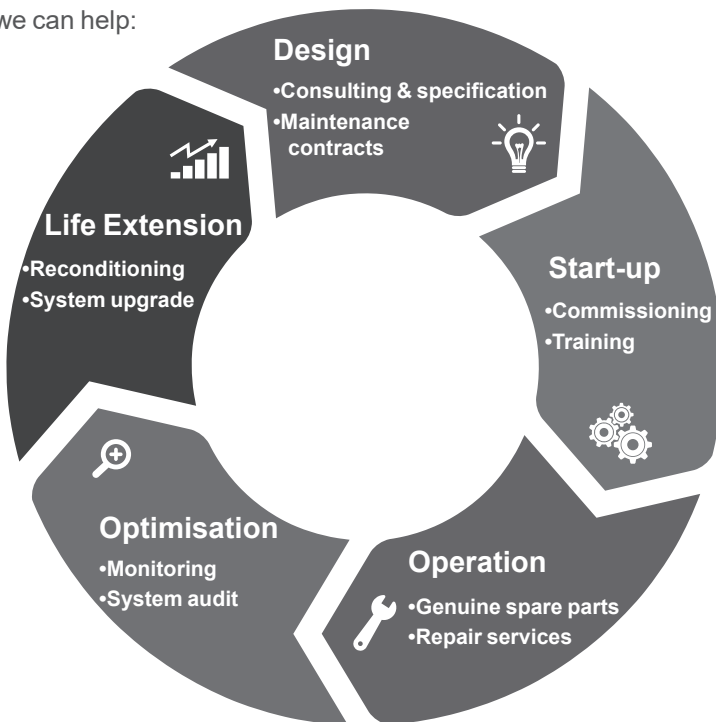 we can help:
Design
•Consulting & specification
•Maintenance
contracts
Start-up
•Commissioning
•Training
Operation
•Genuine spare parts
•Repair services
Optimisation
•Monitoring
•System audit
Life Extension
•Reconditioning
•System upgrade